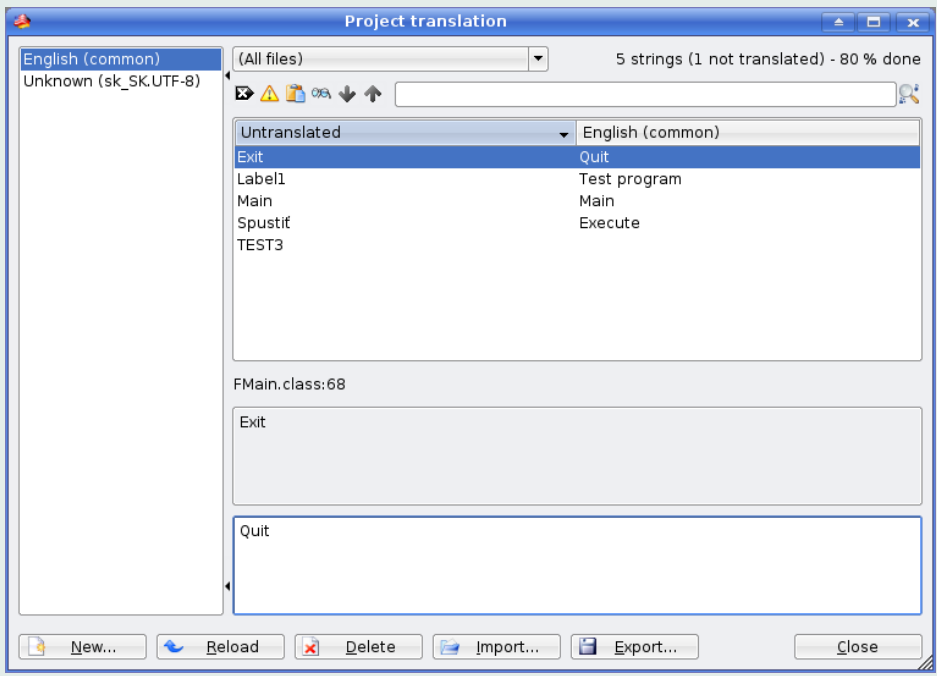 Project translation
English (common)
Unknown (sk_SK.UTF-8)
(All files)
5 strings (1 not translated) - 80 % done
Untranslated English (common)
Exit Quit
Label1 Test program
Main Main
Spustiť Execute
TEST3
FMain.class:68
Exit
Quit
New... Reload Delete Import... Export... Close